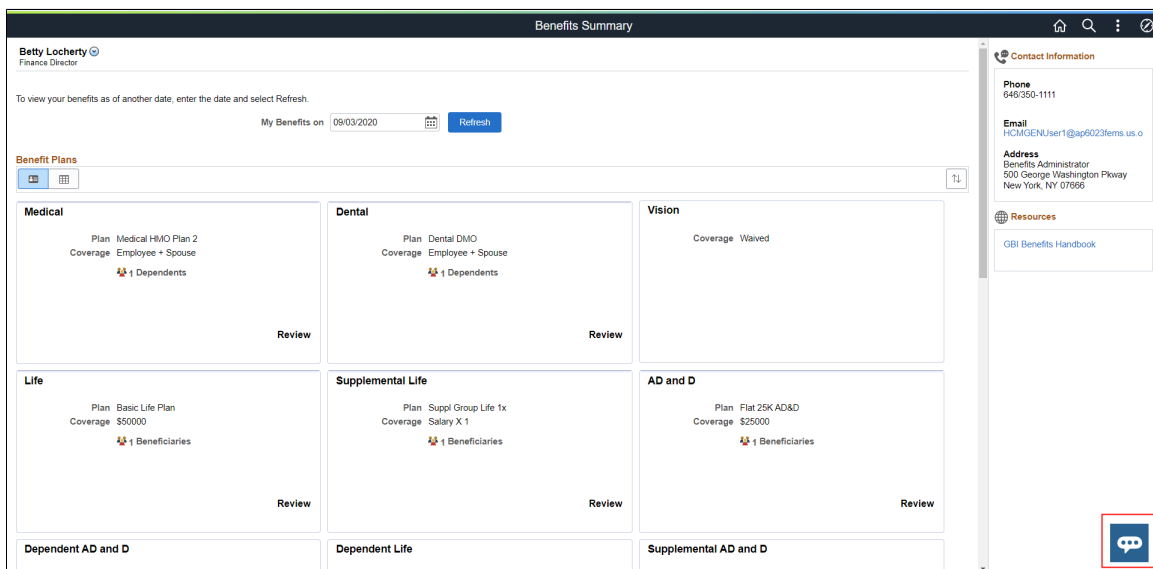 Benefits Summary
Betty Locherty
Finance Director
To view your benefits as of another date, enter the date and select Refresh.
My Benefits on 09/03/2020 Refresh
Benefit Plans
Medical
Plan Medical HMO Plan 2
Coverage Employee + Spouse
1 Dependents
Review
Dental
Plan Dental DMO
Coverage Employee + Spouse
1 Dependents
Review
Vision
Coverage Waived
Life
Plan Basic Life Plan
Coverage $50000
1 Beneficiaries
Review
Supplemental Life
Plan Suppl Group Life 1x
Coverage Salary X 1
1 Beneficiaries
Review
AD and D
Plan Flat 25K AD&D
Coverage $25000
1 Beneficiaries
Review
Dependent AD and D
Dependent Life
Supplemental AD and D
Contact Information
Phone
646/350-1111
Email
HCMGENUser1@ap6023fems.us.o
Address
Benefits Administrator
500 George Washington Pkway
New York, NY 07666
Resources
GBI Benefits Handbook